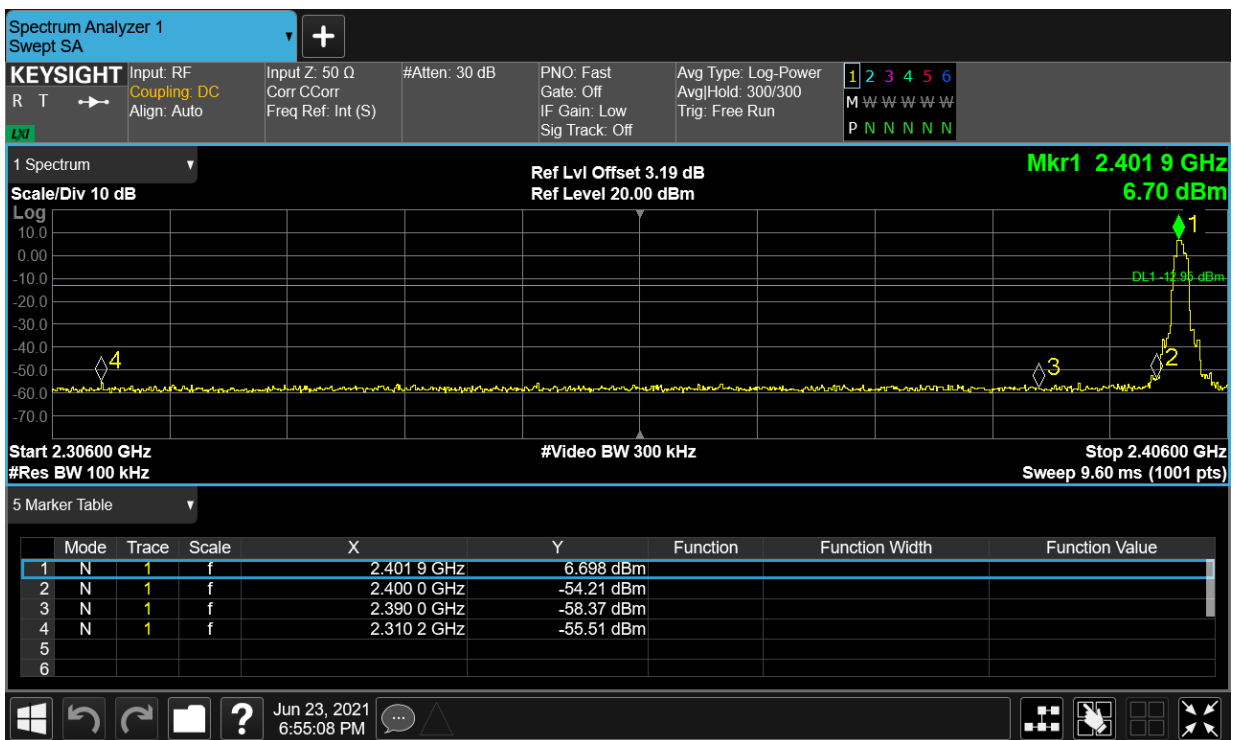 Spectrum Analyzer 1
Swept SA
+
KEYSIGHT
R T
LXI
Input: RF
Coupling: DC
Align: Auto
Input Z: 50 Ω
Corr CCorr
Freq Ref: Int (S)
#Atten: 30 dB
PNO: Fast
Gate: Off
IF Gain: Low
Sig Track: Off
Avg Type: Log-Power
Avg|Hold: 300/300
Trig: Free Run
1 2 3 4 5 6
M W W W W W
P N N N N N
1 Spectrum
Scale/Div 10 dB
Ref Lvl Offset 3.19 dB
Ref Level 20.00 dBm
Mkr1 2.401 9 GHz
6.70 dBm
Log
10.0
0.00
-10.0
-20.0
-30.0
-40.0
-50.0
-60.0
-70.0
1
DL1 -12.95 dBm
4
3
2
Start 2.30600 GHz
#Video BW 300 kHz
Stop 2.40600 GHz
#Res BW 100 kHz
Sweep 9.60 ms (1001 pts)
5 Marker Table
Mode Trace Scale X Y Function Function Width Function Value
1 N 1 f 2.401 9 GHz 6.698 dBm
2 N 1 f 2.400 0 GHz -54.21 dBm
3 N 1 f 2.390 0 GHz -58.37 dBm
4 N 1 f 2.310 2 GHz -55.51 dBm
5
6
?
Jun 23, 2021
6:55:08 PM